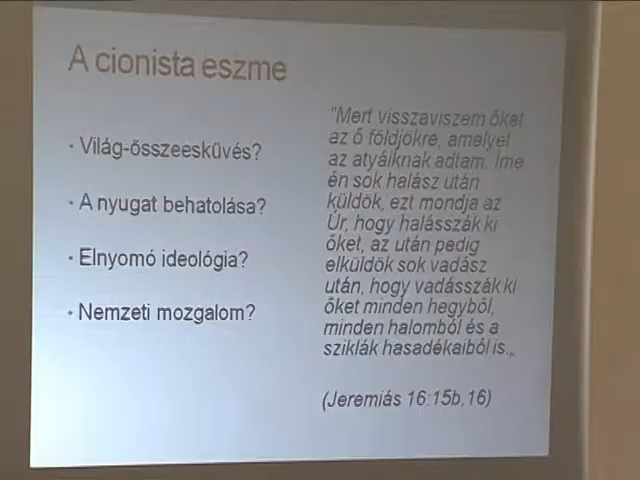 A cionista eszme
• Világ-összeesküvés?
• A nyugat behatolása?
• Elnyomó ideológia?
• Nemzeti mozgalom?
"Mert visszaviszem őket
az ő földjökre, amelyet
az atyáiknak adtam. Íme
én sok halász után
küldök, ezt mondja az
Úr, hogy halásszák ki
őket, az után pedig
elküldök sok vadász
után, hogy vadásszák ki
őket minden hegyből,
minden halomból és a
sziklák hasadékaiból is.„
(Jeremiás 16:15b,16)